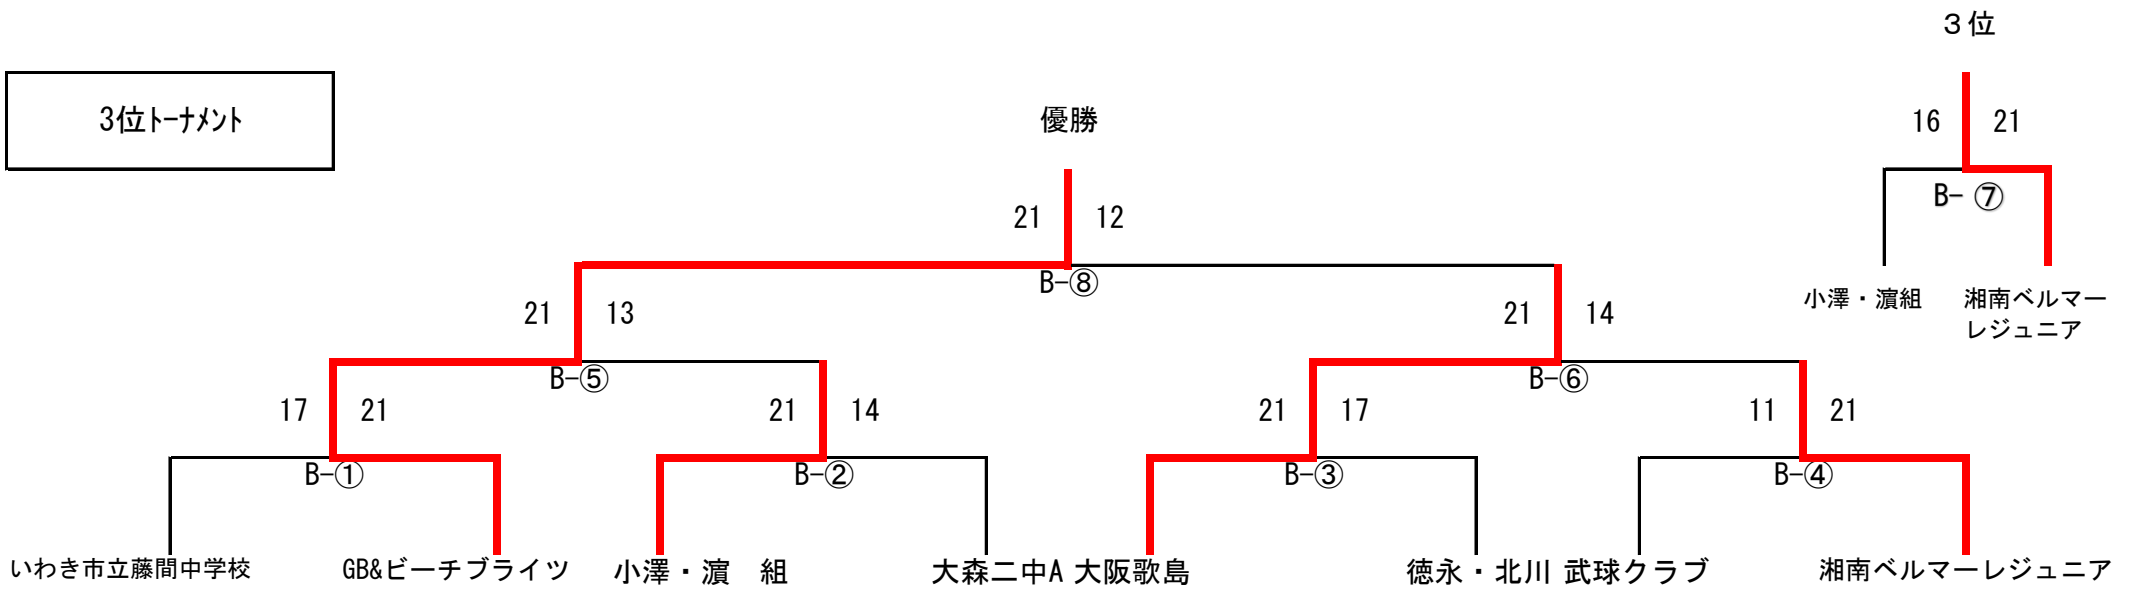 ３位
3位ﾄｰﾅﾒﾝﾄ
優勝
16 21
B- ⑦
21 12
B-⑧
小澤・濵組 湘南ベルマー
レジュニア
21 13 21 14
B-⑤ B-⑥
17 21 21 14 21 17 11 21
B-① B-② B-③ B-④
いわき市立藤間中学校 GB&ビーチブライツ 小澤・濵　組 大森二中A 大阪歌島 徳永・北川 武球クラブ 湘南ベルマーレジュニア